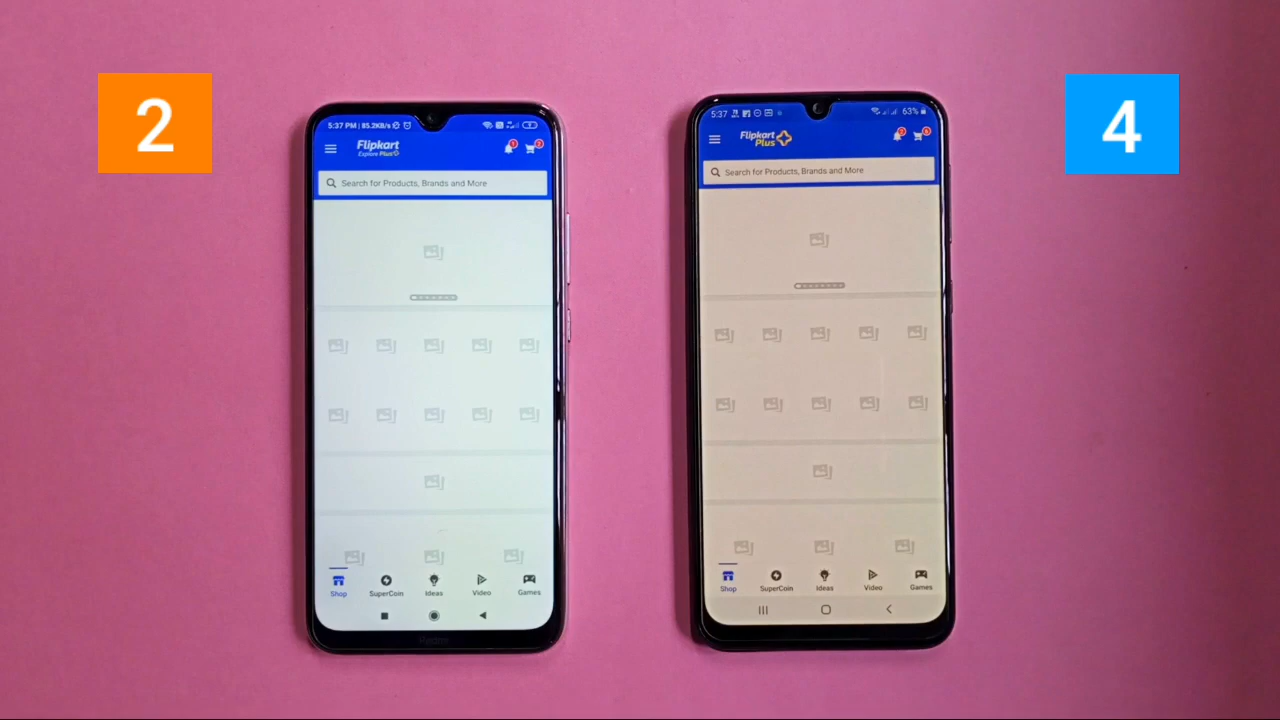 2
4
5:37 PM | 85.2KB/s
Flipkart
Explore Plus
Search for Products, Brands and More
Shop
SuperCoin
Ideas
Video
Games
Redmi
5:37
63%
Flipkart
Plus
Search for Products, Brands and More
Shop
SuperCoin
Ideas
Video
Games